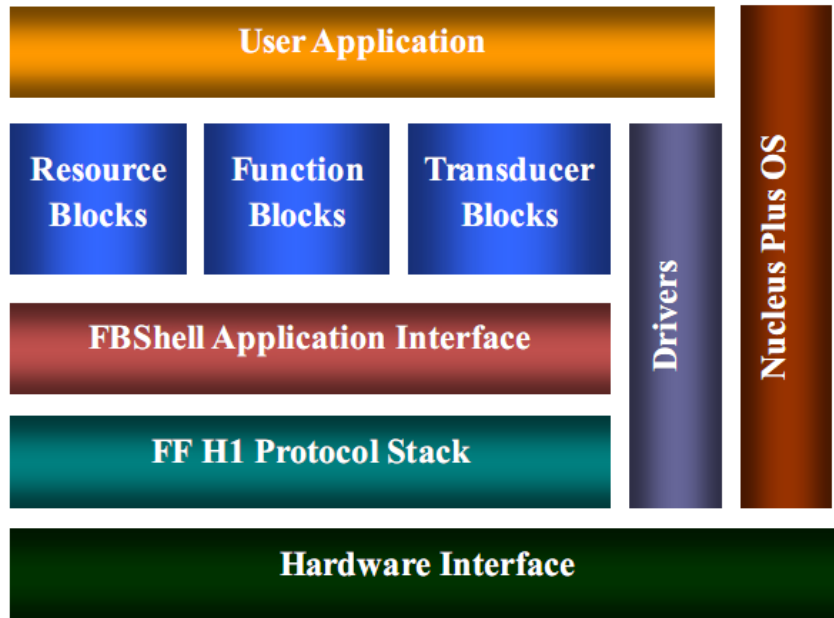 User Application
Resource
Blocks
Function
Blocks
Transducer
Blocks
Drivers
Nucleus Plus OS
FBShell Application Interface
FF H1 Protocol Stack
Hardware Interface